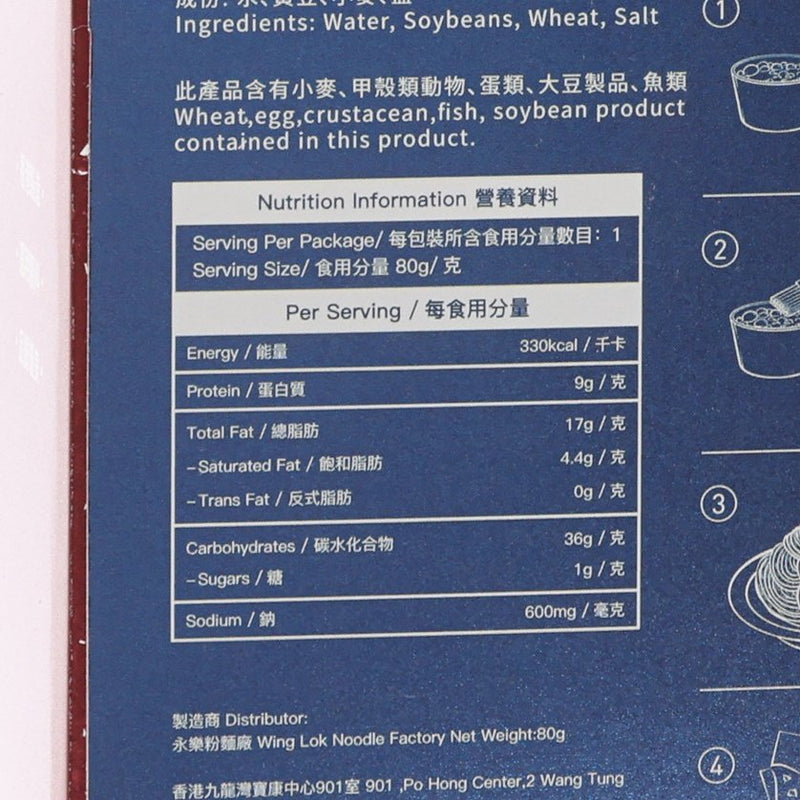 成份: 水、黃豆、小麥、鹽
Ingredients: Water, Soybeans, Wheat, Salt
此產品含有小麥、甲殼類動物、蛋類、大豆製品、魚類
Wheat,egg,crustacean,fish, soybean product
contained in this product.
Nutrition Information 營養資料
Serving Per Package/ 每包裝所含食用分量數目: 1
Serving Size/ 食用分量 80g/ 克
Per Serving / 每食用分量
Energy / 能量 330kcal / 千卡
Protein / 蛋白質 9g / 克
Total Fat / 總脂肪 17g / 克
–Saturated Fat / 飽和脂肪 4.4g / 克
–Trans Fat / 反式脂肪 0g / 克
Carbohydrates / 碳水化合物 36g / 克
–Sugars / 糖 1g / 克
Sodium / 鈉 600mg / 毫克
製造商 Distributor:
永樂粉麵廠 Wing Lok Noodle Factory Net Weight:80g
香港九龍灣寶康中心901室 901 ,Po Hong Center,2 Wang Tung
1
2
3
4